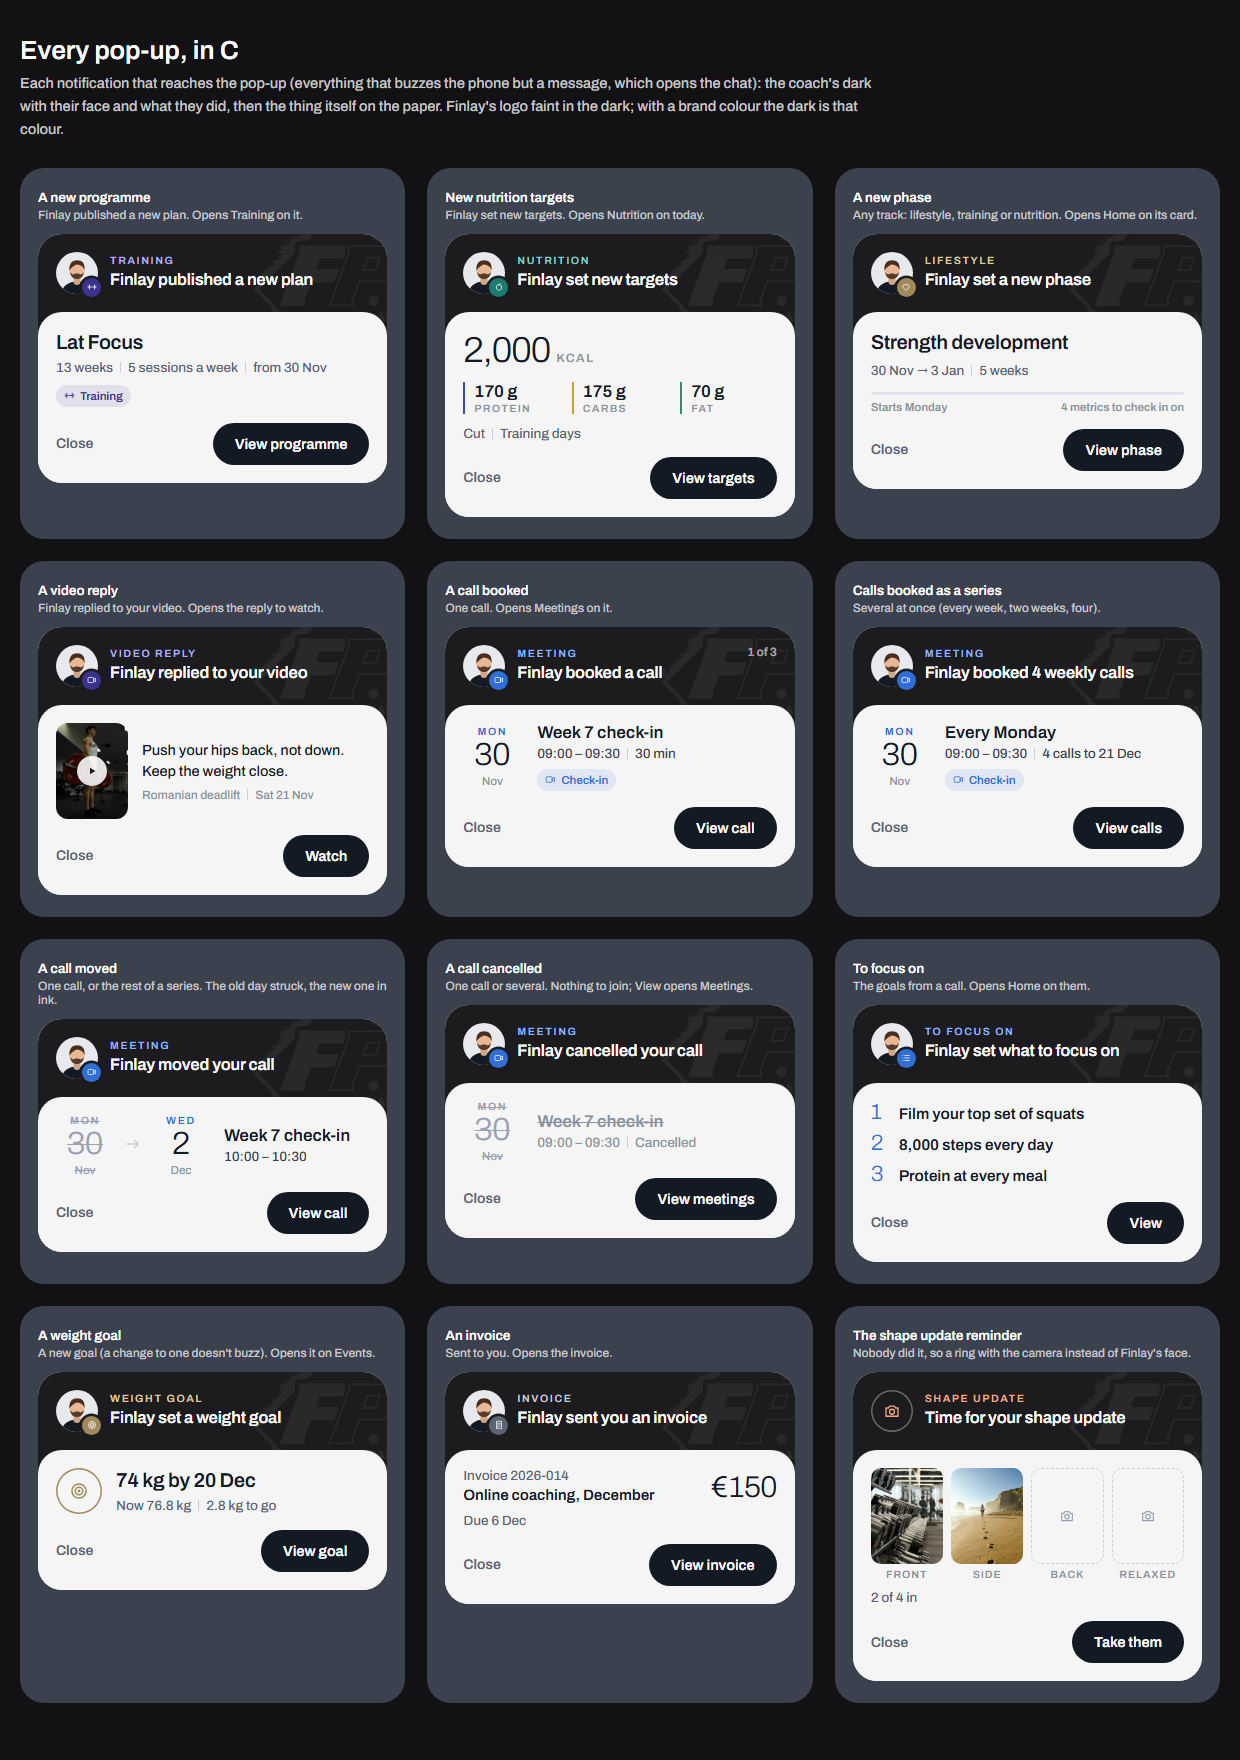 Every pop-up, in C
Each notification that reaches the pop-up (everything that buzzes the phone but a message, which opens the chat): the coach's dark
with their face and what they did, then the thing itself on the paper. Finlay's logo faint in the dark; with a brand colour the dark is that
colour.
A new programme
Finlay published a new plan. Opens Training on it.
FP.
TRAINING
Finlay published a new plan
Lat Focus
13 weeks | 5 sessions a week | from 30 Nov
Training
Close
View programme
New nutrition targets
Finlay set new targets. Opens Nutrition on today.
FP.
NUTRITION
Finlay set new targets
2,000 KCAL
170 g
PROTEIN
175 g
CARBS
70 g
FAT
Cut | Training days
Close
View targets
A new phase
Any track: lifestyle, training or nutrition. Opens Home on its card.
FP.
LIFESTYLE
Finlay set a new phase
Strength development
30 Nov → 3 Jan | 5 weeks
Starts Monday
4 metrics to check in on
Close
View phase
A video reply
Finlay replied to your video. Opens the reply to watch.
FP.
VIDEO REPLY
Finlay replied to your video
Push your hips back, not down.
Keep the weight close.
Romanian deadlift | Sat 21 Nov
Close
Watch
A call booked
One call. Opens Meetings on it.
FP.
MEETING
1 of 3
Finlay booked a call
MON
30
Nov
Week 7 check-in
09:00 – 09:30 | 30 min
Check-in
Close
View call
Calls booked as a series
Several at once (every week, two weeks, four).
FP.
MEETING
Finlay booked 4 weekly calls
MON
30
Nov
Every Monday
09:00 – 09:30 | 4 calls to 21 Dec
Check-in
Close
View calls
A call moved
One call, or the rest of a series. The old day struck, the new one in
ink.
FP.
MEETING
Finlay moved your call
MON
30
Nov
→
WED
2
Dec
Week 7 check-in
10:00 – 10:30
Close
View call
A call cancelled
One call or several. Nothing to join; View opens Meetings.
FP.
MEETING
Finlay cancelled your call
MON
30
Nov
Week 7 check-in
09:00 – 09:30 | Cancelled
Close
View meetings
To focus on
The goals from a call. Opens Home on them.
FP.
TO FOCUS ON
Finlay set what to focus on
1 Film your top set of squats
2 8,000 steps every day
3 Protein at every meal
Close
View
A weight goal
A new goal (a change to one doesn't buzz). Opens it on Events.
FP.
WEIGHT GOAL
Finlay set a weight goal
74 kg by 20 Dec
Now 76.8 kg | 2.8 kg to go
Close
View goal
An invoice
Sent to you. Opens the invoice.
FP.
INVOICE
Finlay sent you an invoice
Invoice 2026-014
Online coaching, December
€150
Due 6 Dec
Close
View invoice
The shape update reminder
Nobody did it, so a ring with the camera instead of Finlay's face.
FP.
SHAPE UPDATE
Time for your shape update
FRONT
SIDE
BACK
RELAXED
2 of 4 in
Close
Take them